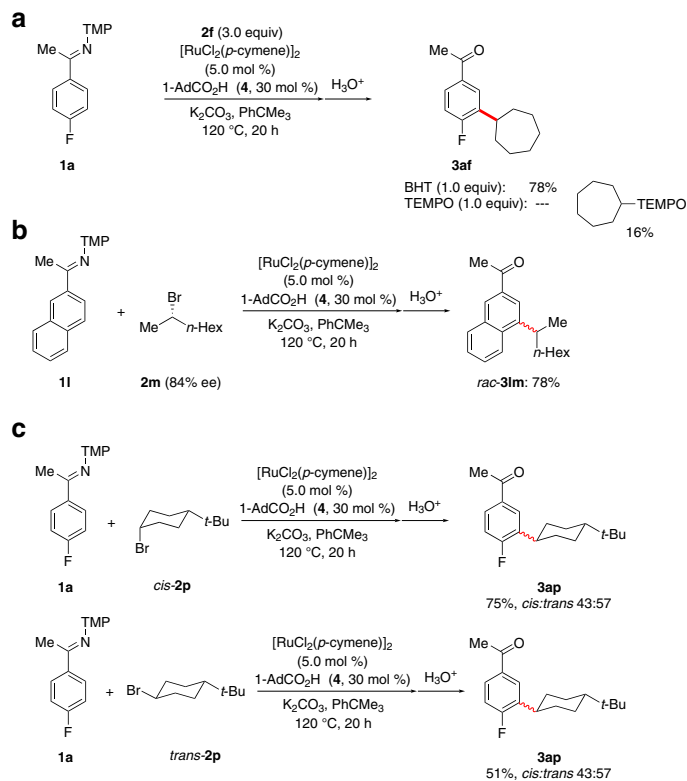 a
TMP
Me
N
F
1a
2f (3.0 equiv)
[RuCl2(p-cymene)]2
(5.0 mol %)
1-AdCO2H (4, 30 mol %)
K2CO3, PhCMe3
120 °C, 20 h
H3O+
Me
O
F
3af
BHT (1.0 equiv): 78%
TEMPO (1.0 equiv): ---
TEMPO
16%
b
TMP
Me
N
1l
+
Br
Me
n-Hex
2m (84% ee)
[RuCl2(p-cymene)]2
(5.0 mol %)
1-AdCO2H (4, 30 mol %)
K2CO3, PhCMe3
120 °C, 20 h
H3O+
Me
O
Me
n-Hex
rac-3lm: 78%
c
TMP
Me
N
F
1a
+
t-Bu
Br
cis-2p
[RuCl2(p-cymene)]2
(5.0 mol %)
1-AdCO2H (4, 30 mol %)
K2CO3, PhCMe3
120 °C, 20 h
H3O+
Me
O
t-Bu
F
3ap
75%, cis:trans 43:57
TMP
Me
N
F
1a
+
Br
t-Bu
trans-2p
[RuCl2(p-cymene)]2
(5.0 mol %)
1-AdCO2H (4, 30 mol %)
K2CO3, PhCMe3
120 °C, 20 h
H3O+
Me
O
t-Bu
F
3ap
51%, cis:trans 43:57